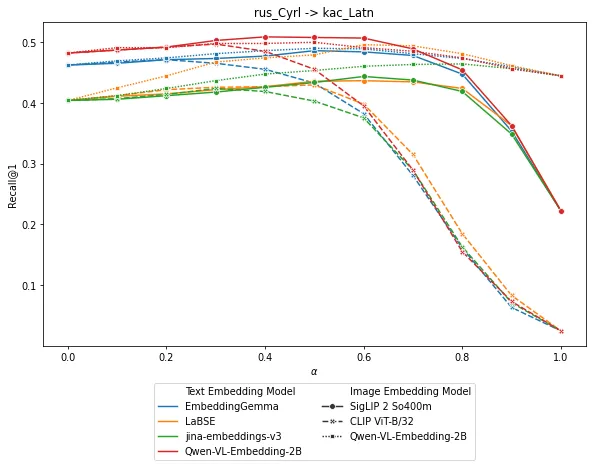 rus_Cyrl -> kac_Latn
0.5
0.4
0.3
0.2
0.1
Recall@1
0.0 0.2 0.4 0.6 0.8 1.0
α
Text Embedding Model Image Embedding Model
EmbeddingGemma SigLIP 2 So400m
LaBSE CLIP ViT-B/32
jina-embeddings-v3 Qwen-VL-Embedding-2B
Qwen-VL-Embedding-2B